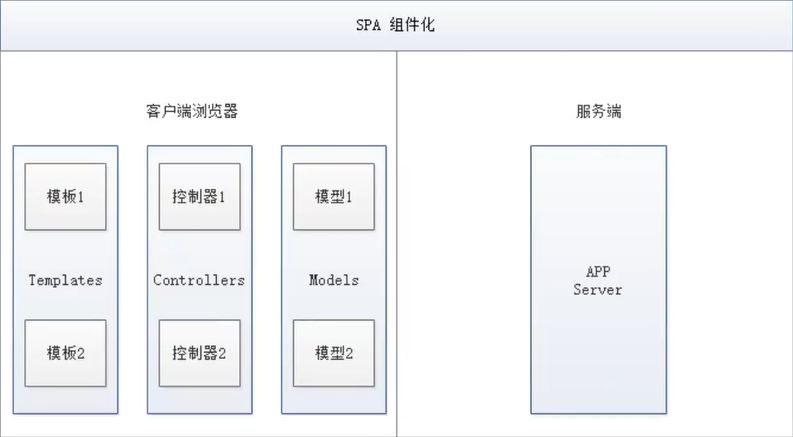 SPA 组件化
客户端浏览器
服务端
模板1
控制器1
模型1
Templates
Controllers
Models
APP
Server
模板2
控制器2
模型2